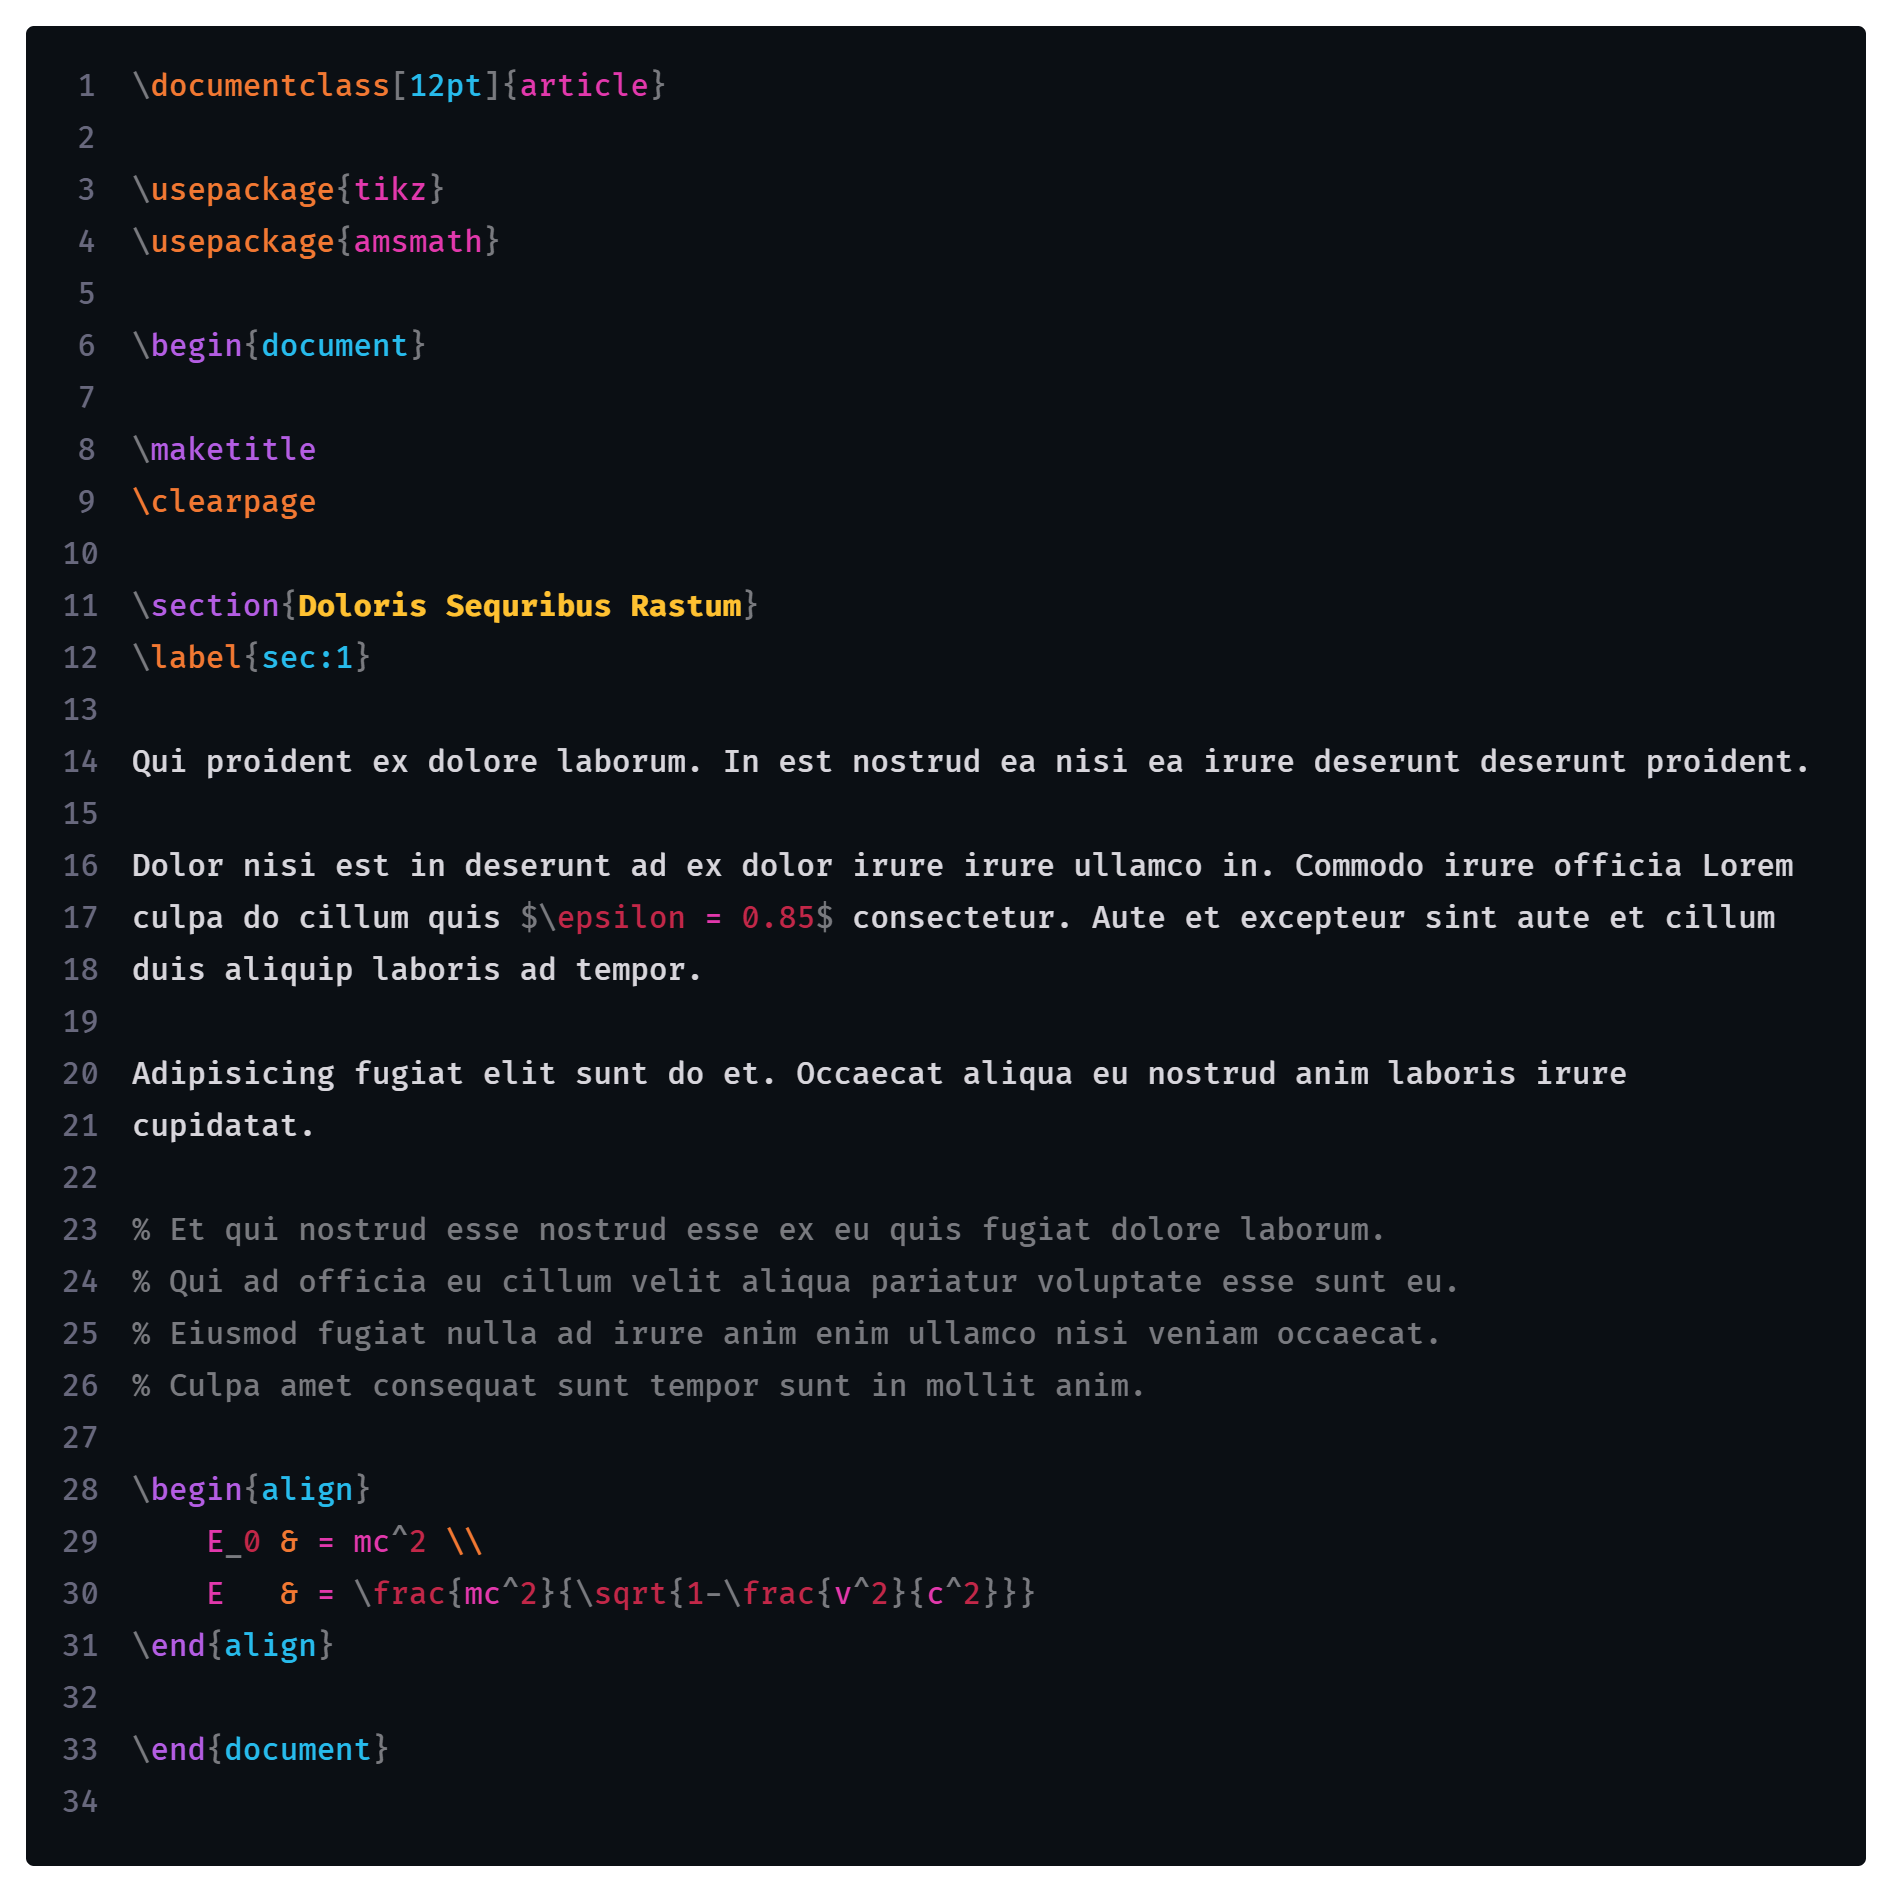 1 \documentclass[12pt]{article}
2
3 \usepackage{tikz}
4 \usepackage{amsmath}
5
6 \begin{document}
7
8 \maketitle
9 \clearpage
10
11 \section{Doloris Sequribus Rastum}
12 \label{sec:1}
13
14 Qui proident ex dolore laborum. In est nostrud ea nisi ea irure deserunt deserunt proident.
15
16 Dolor nisi est in deserunt ad ex dolor irure irure ullamco in. Commodo irure officia Lorem
17 culpa do cillum quis $\epsilon = 0.85$ consectetur. Aute et excepteur sint aute et cillum
18 duis aliquip laboris ad tempor.
19
20 Adipisicing fugiat elit sunt do et. Occaecat aliqua eu nostrud anim laboris irure
21 cupidatat.
22
23 % Et qui nostrud esse nostrud esse ex eu quis fugiat dolore laborum.
24 % Qui ad officia eu cillum velit aliqua pariatur voluptate esse sunt eu.
25 % Eiusmod fugiat nulla ad irure anim enim ullamco nisi veniam occaecat.
26 % Culpa amet consequat sunt tempor sunt in mollit anim.
27
28 \begin{align}
29     E_0 & = mc^2 \\
30     E   & = \frac{mc^2}{\sqrt{1-\frac{v^2}{c^2}}}
31 \end{align}
32
33 \end{document}
34